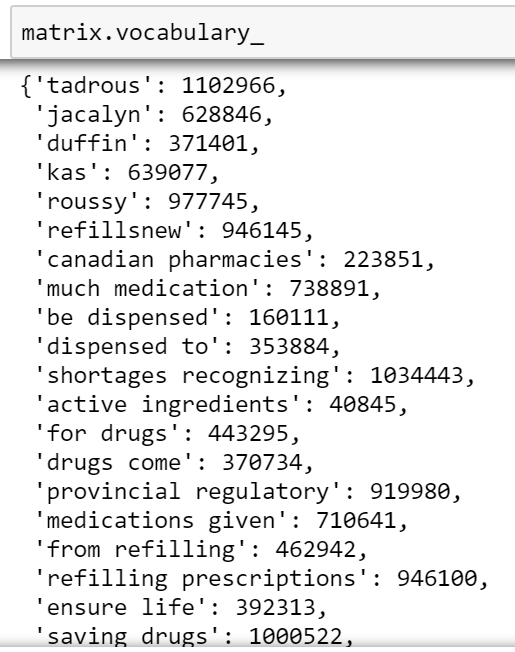 matrix.vocabulary_
{'tadrous': 1102966,
'jacalyn': 628846,
'duffin': 371401,
'kas': 639077,
'roussy': 977745,
'refillsnew': 946145,
'canadian pharmacies': 223851,
'much medication': 738891,
'be dispensed': 160111,
'dispensed to': 353884,
'shortages recognizing': 1034443,
'active ingredients': 40845,
'for drugs': 443295,
'drugs come': 370734,
'provincial regulatory': 919980,
'medications given': 710641,
'from refilling': 462942,
'refilling prescriptions': 946100,
'ensure life': 392313,
'saving drugs': 1000522,